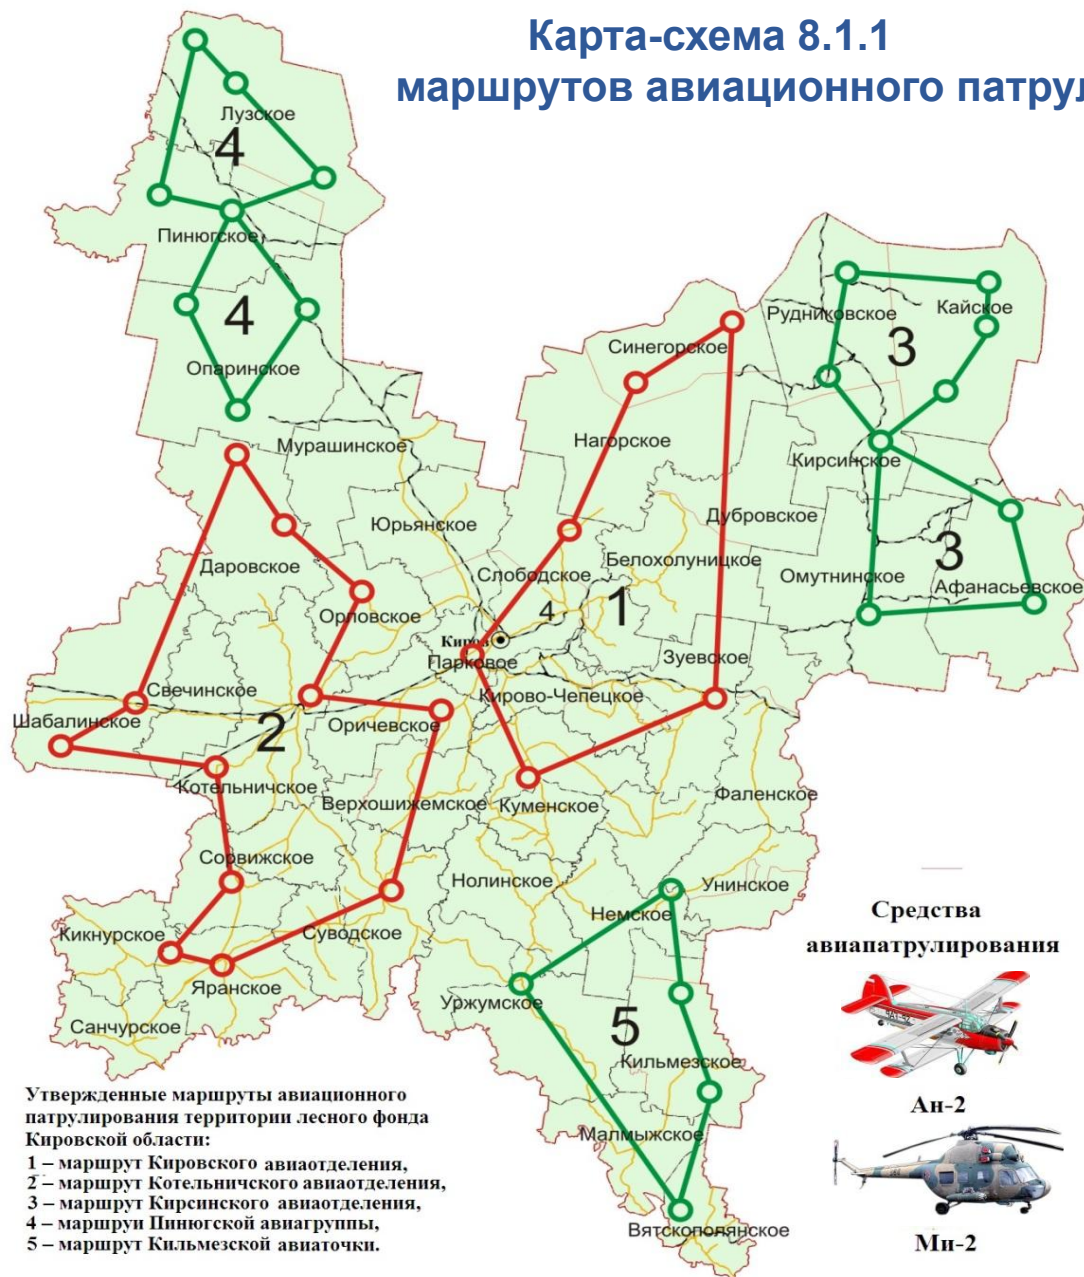 Карта-схема 8.1.1
маршрутов авиационного патрул
Лузское
4
Пинюгское
4
Опаринское
Рудниковское
Кайское
3
Синегорское
Нагорское
Мурашинское
Кирсинское
Юрьянское
Дубровское
Даровское
Слободское
Белохолуницкое
Омутнинское
3
Афанасьевское
Орловское
4
1
Киров
Парковое
Зуевское
Свечинское
Кирово-Чепецкое
Шабалинское
2
Оричевское
Котельничское
Верхошижемское
Куменское
Фаленское
Сорвижское
Нолинское
Унинское
Немское
Кикнурское
Суводское
Яранское
Уржумское
Санчурское
5
Кильмезское
Малмыжское
Вятскополянское
Средства
авиапатрулирования
Ан-2
Ми-2
Утвержденные маршруты авиационного
патрулирования территории лесного фонда
Кировской области:
1 – маршрут Кировского авиаотделения,
2 – маршрут Котельничского авиаотделения,
3 – маршрут Кирсинского авиаотделения,
4 – маршруи Пинюгской авиагруппы,
5 – маршрут Кильмезской авиаточки.